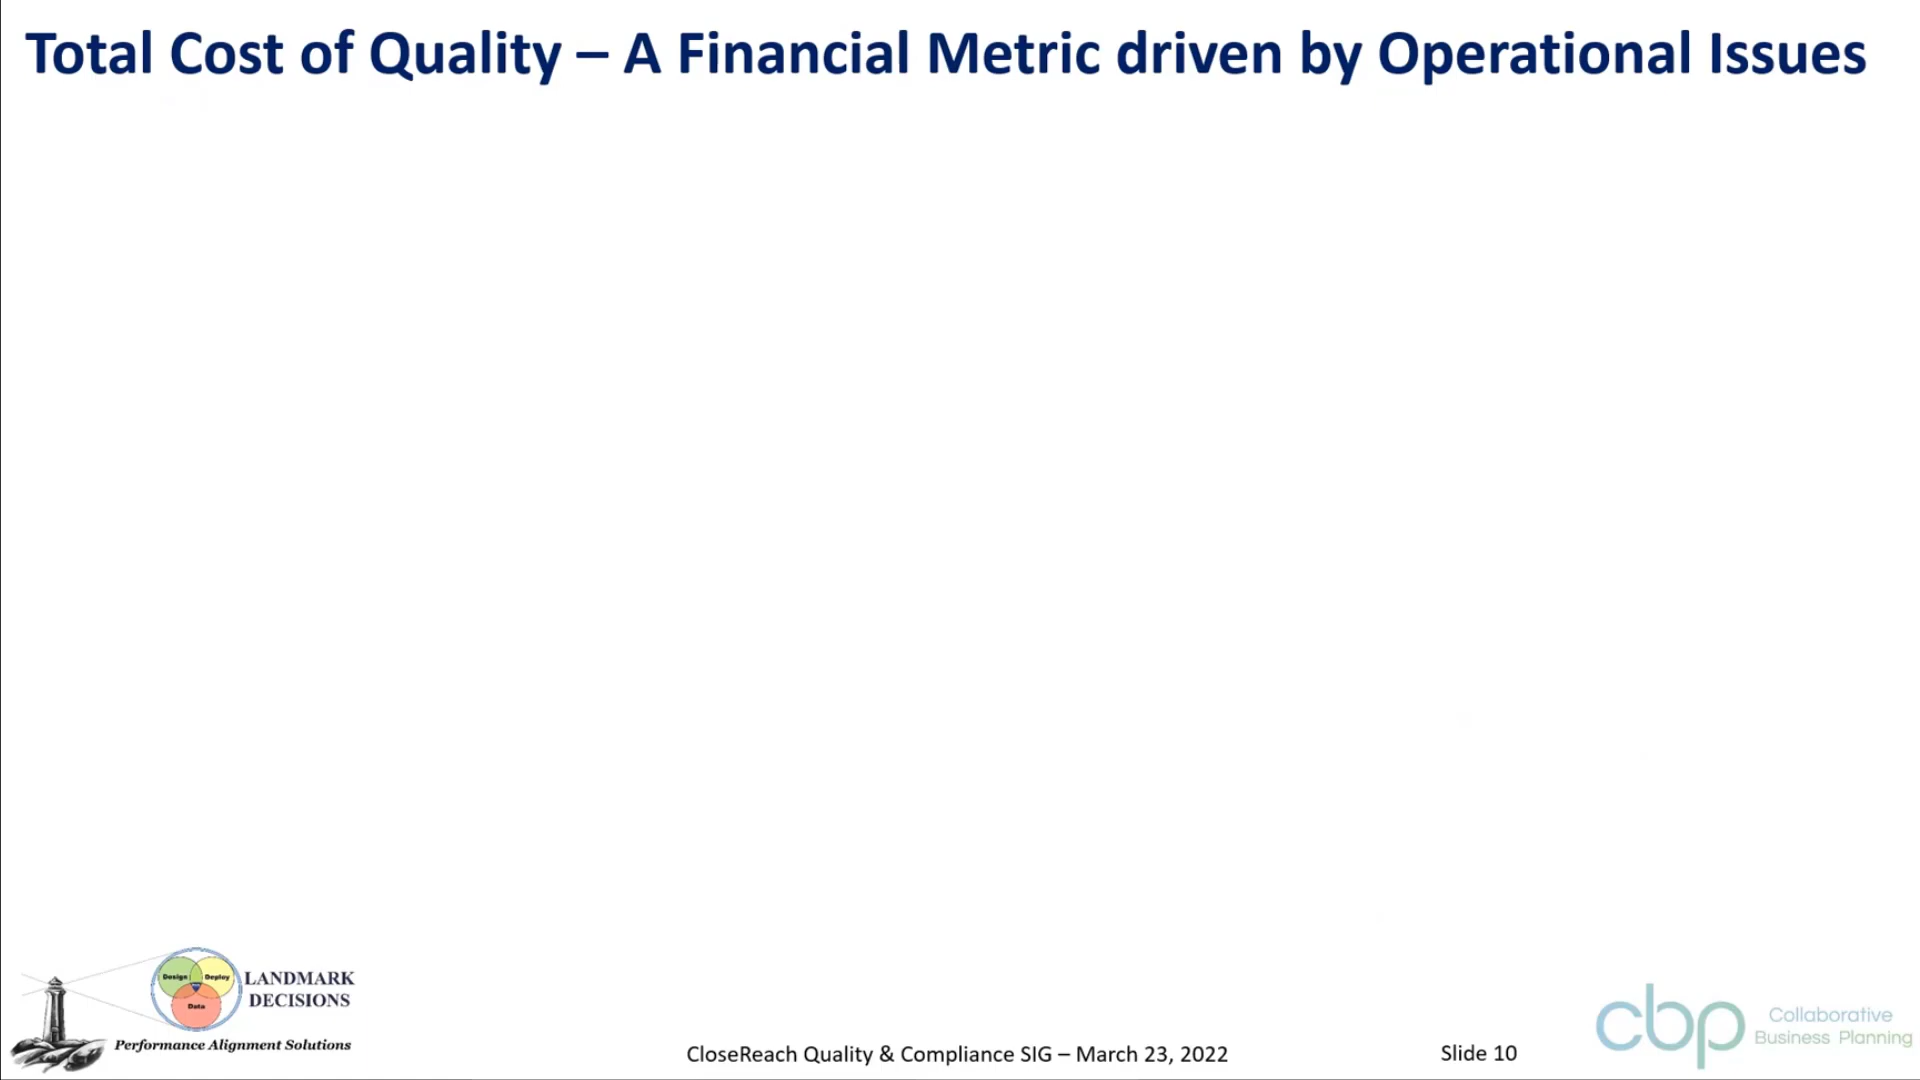 Total Cost of Quality – A Financial Metric driven by Operational Issues
Design
Deploy
Data
LANDMARK
DECISIONS
Performance Alignment Solutions
CloseReach Quality & Compliance SIG – March 23, 2022
Slide 10
cbp
Collaborative
Business Planning